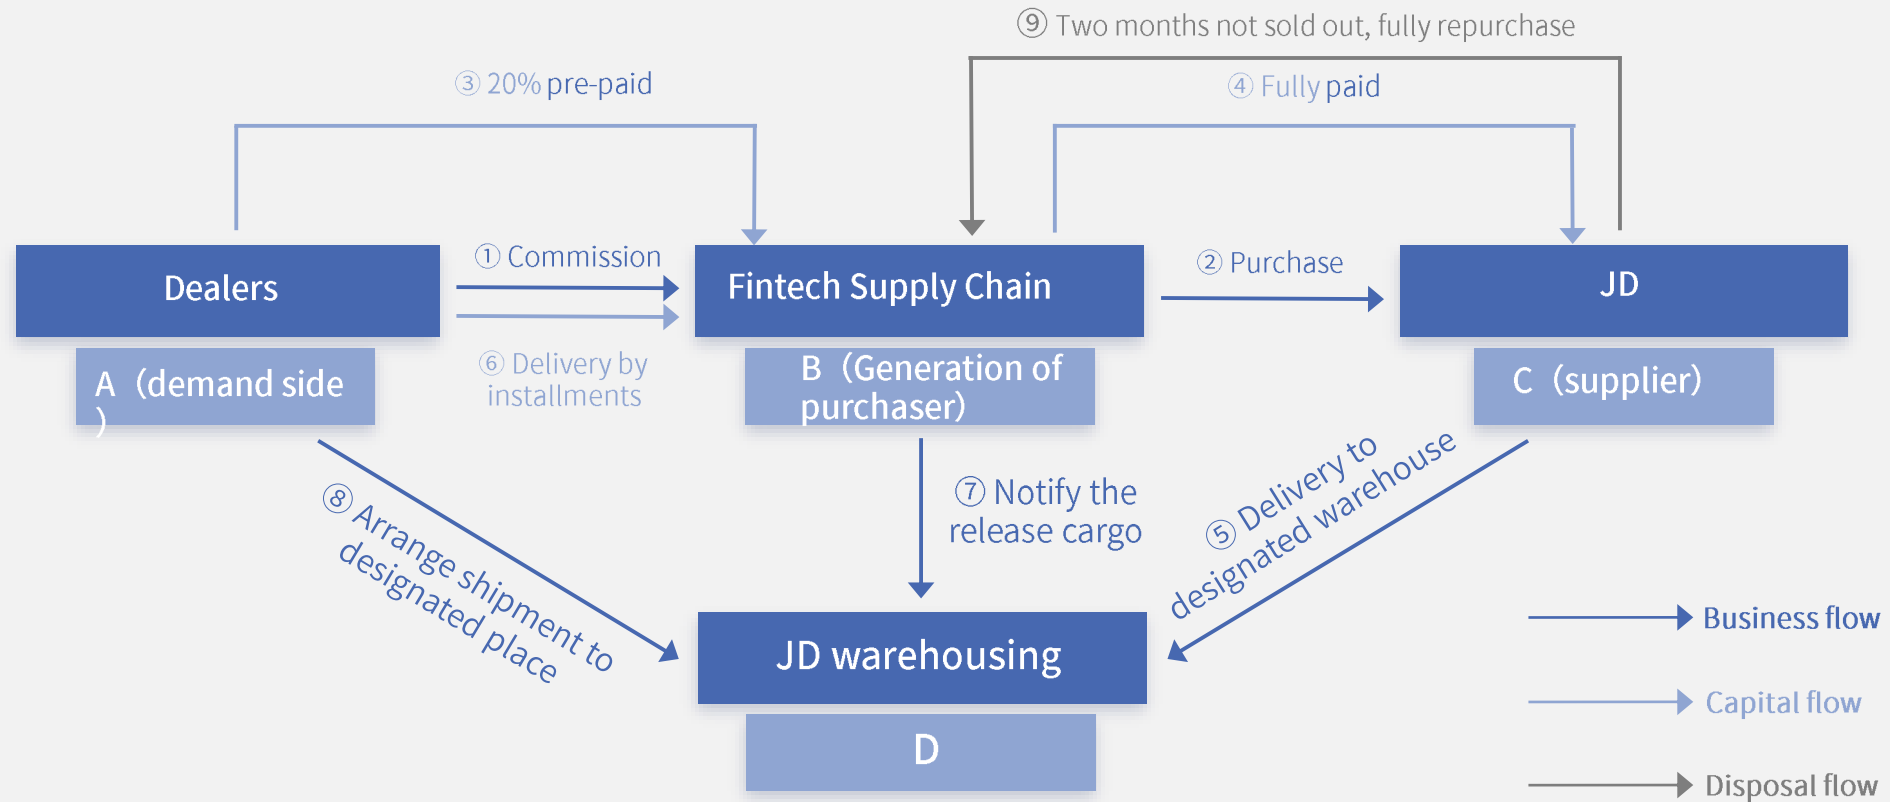 ⑨ Two months not sold out, fully repurchase
③ 20% pre-paid
④ Fully paid
① Commission
② Purchase
Dealers
Fintech Supply Chain
JD
⑥ Delivery by
installments
A（demand side
）
B（Generation of
purchaser）
C（supplier）
⑧ Arrange shipment to
designated place
⑦ Notify the
release cargo
⑤ Delivery to
designated warehouse
JD warehousing
D
Business flow
Capital flow
Disposal flow